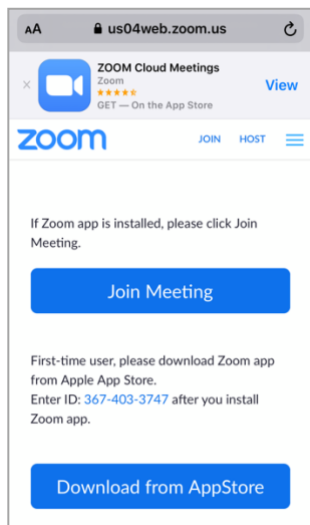 AA us04web.zoom.us
ZOOM Cloud Meetings
Zoom
GET — On the App Store
View
zoom JOIN HOST
If Zoom app is installed, please click Join
Meeting.
Join Meeting
First-time user, please download Zoom app
from Apple App Store.
Enter ID: 367-403-3747 after you install
Zoom app.
Download from AppStore